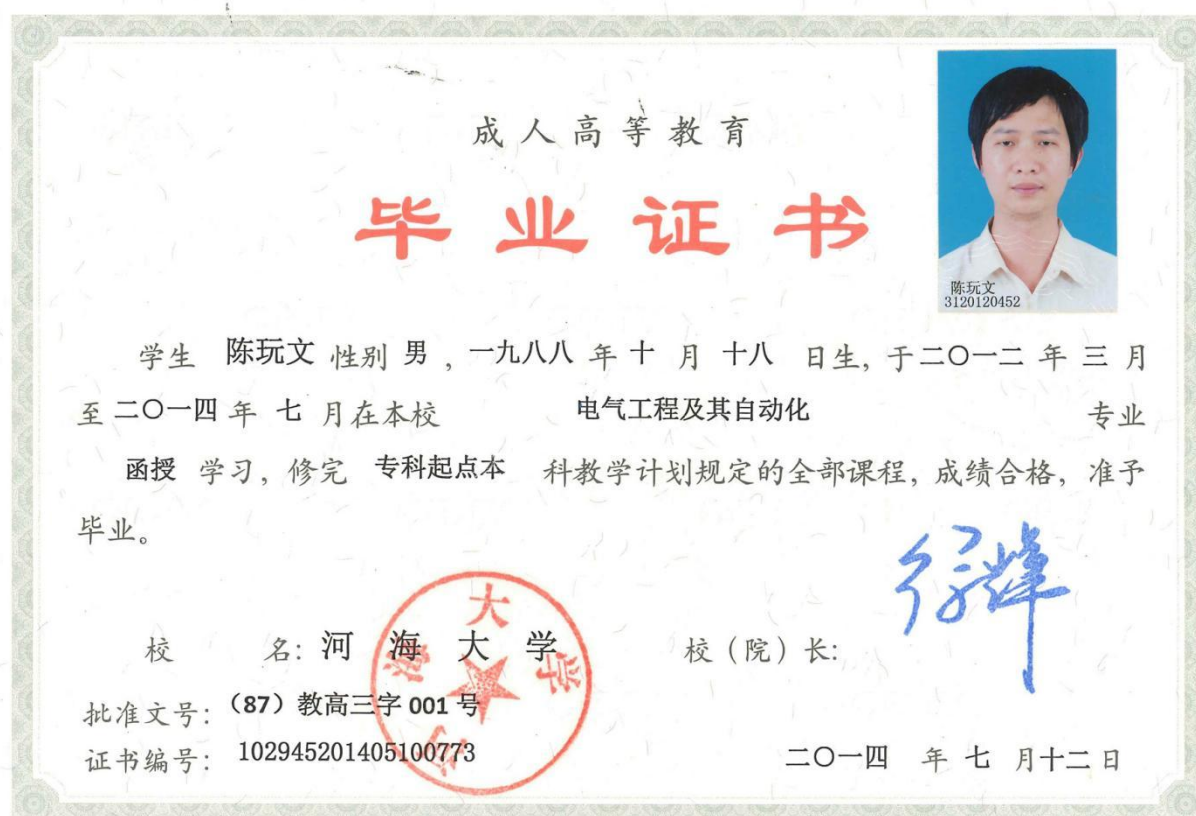 成人高等教育
毕业证书
陈玩文
3120120452
学生 陈玩文 性别 男 ，一九八八 年 十 月 十八 日生，于二〇一二 年 三 月
至 二〇一四 年 七 月在本校 电气工程及其自动化 专业
函授 学习，修完 专科起点本 科教学计划规定的全部课程，成绩合格，准予
毕业。
校 名：河 海 大 学 校（院）长：
河海大学
批准文号：（87）教高三字 001 号
证书编号： 102945201405100773 二〇一四 年 七 月十二日